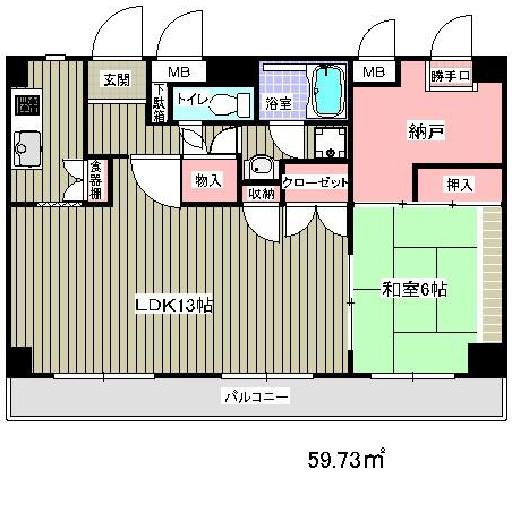 玄関
MB
下駄箱
トイレ
浴室
MB
勝手口
納戸
食器棚
物入
収納
クローゼット
押入
LDK13帖
和室6帖
バルコニー
59.73㎡